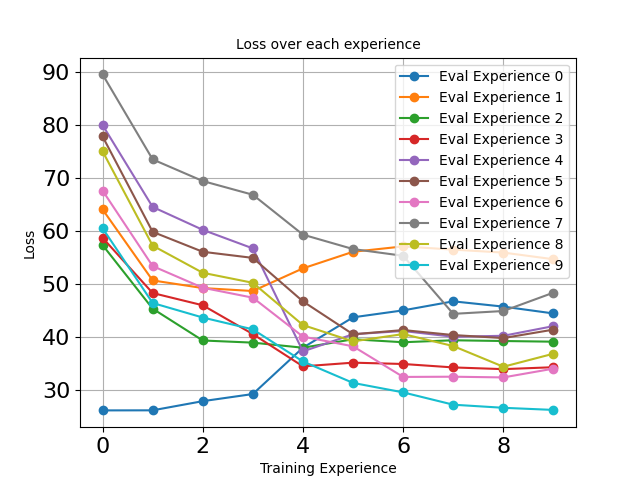 Loss over each experience
90
80
70
60
50
40
30
Loss
0
2
4
6
8
Training Experience
Eval Experience 0
Eval Experience 1
Eval Experience 2
Eval Experience 3
Eval Experience 4
Eval Experience 5
Eval Experience 6
Eval Experience 7
Eval Experience 8
Eval Experience 9